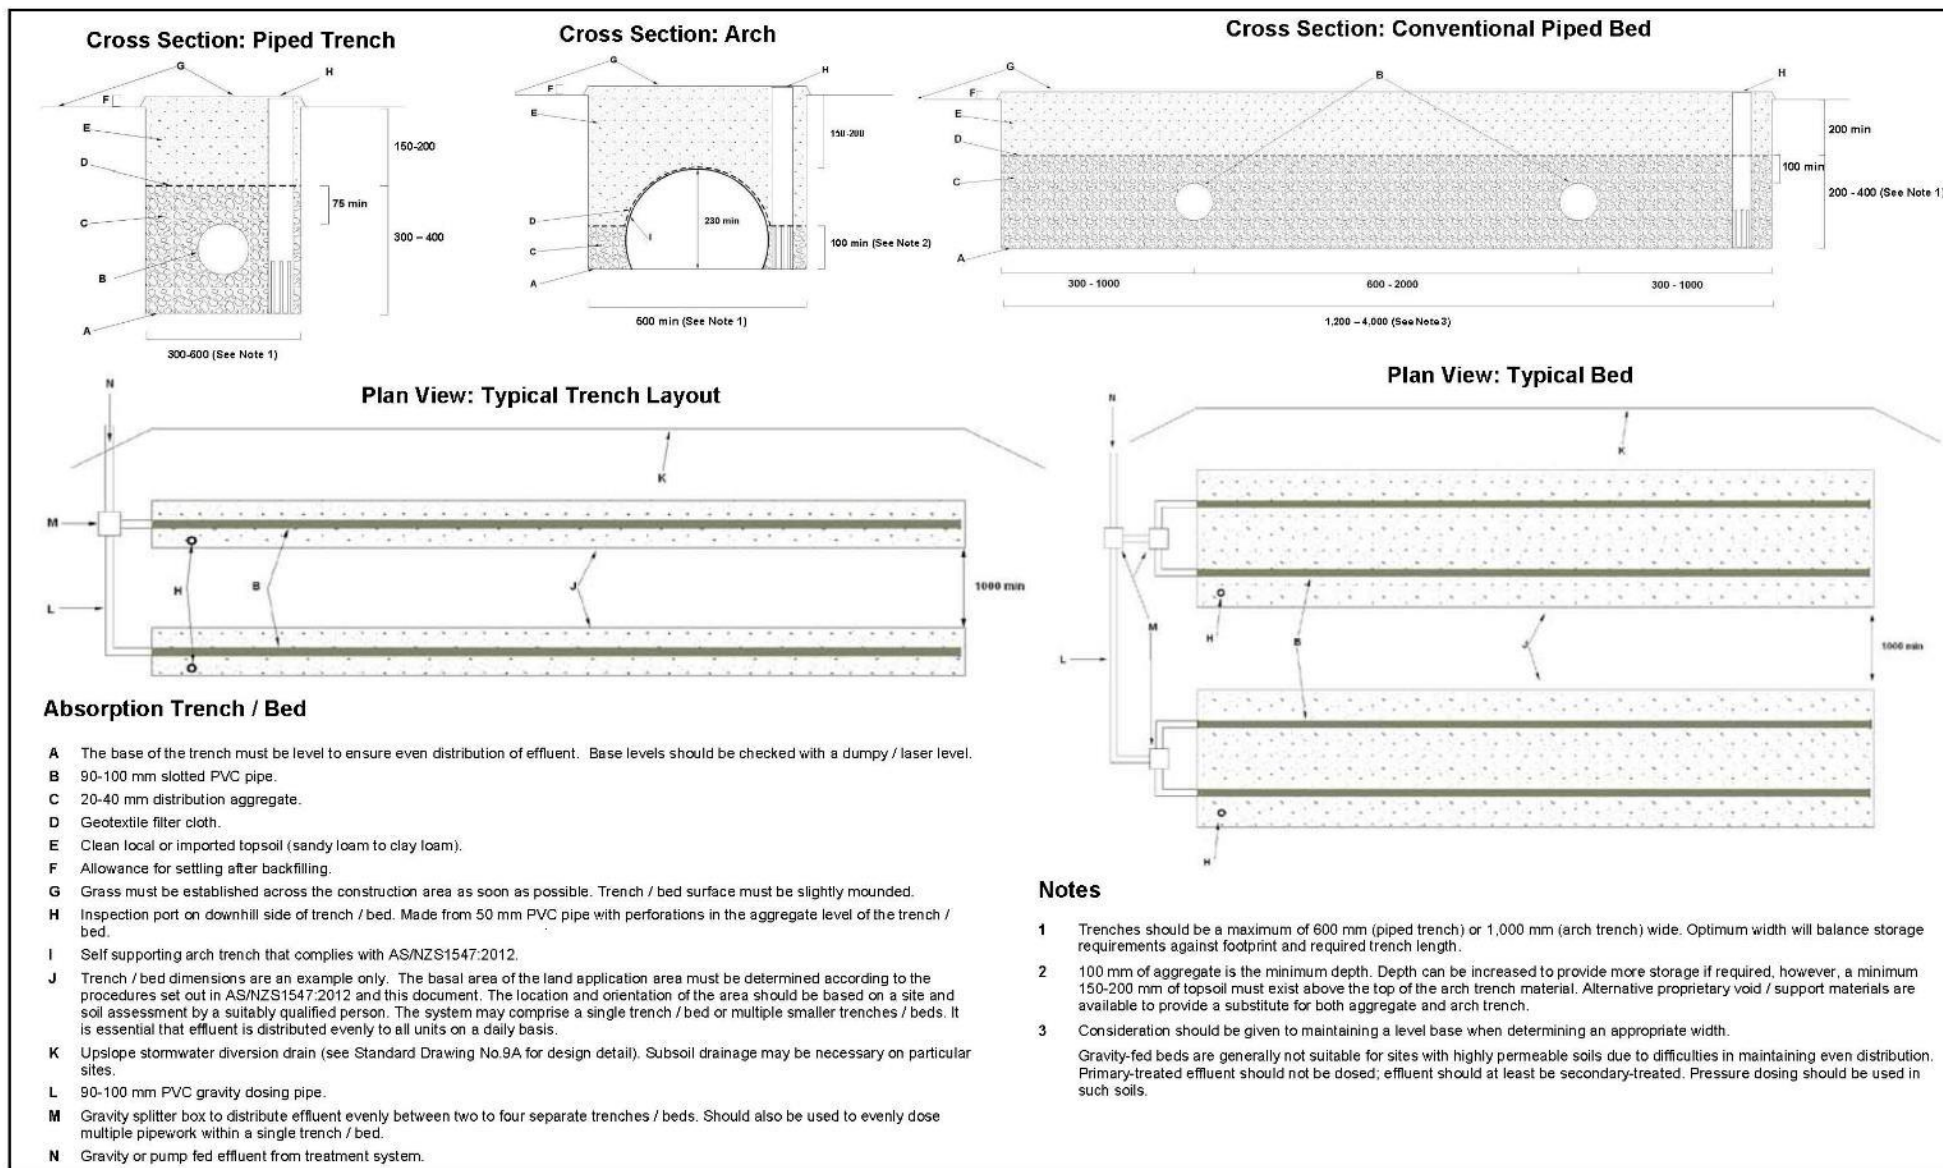 Cross Section: Piped Trench
G
H
F
E
D
C
B
A
150-200
75 min
300 – 400
300-600 (See Note 1)
Cross Section: Arch
G
H
F
E
D
C
I
A
150-200
230 min
100 min (See Note 2)
500 min (See Note 1)
Cross Section: Conventional Piped Bed
G
B
H
F
E
D
C
A
200 min
100 min
200 - 400 (See Note 1)
300 - 1000
600 - 2000
300 - 1000
1,200 – 4,000 (See Note 3)
Plan View: Typical Trench Layout
N
K
M
H
B
J
1000 min
L
Plan View: Typical Bed
N
K
M
H
B
J
L
1000 min
H
Absorption Trench / Bed
A The base of the trench must be level to ensure even distribution of effluent. Base levels should be checked with a dumpy / laser level.
B 90-100 mm slotted PVC pipe.
C 20-40 mm distribution aggregate.
D Geotextile filter cloth.
E Clean local or imported topsoil (sandy loam to clay loam).
F Allowance for settling after backfilling.
G Grass must be established across the construction area as soon as possible. Trench / bed surface must be slightly mounded.
H Inspection port on downhill side of trench / bed. Made from 50 mm PVC pipe with perforations in the aggregate level of the trench /
bed.
I Self supporting arch trench that complies with AS/NZS1547:2012.
J Trench / bed dimensions are an example only. The basal area of the land application area must be determined according to the
procedures set out in AS/NZS1547:2012 and this document. The location and orientation of the area should be based on a site and
soil assessment by a suitably qualified person. The system may comprise a single trench / bed or multiple smaller trenches / beds. It
is essential that effluent is distributed evenly to all units on a daily basis.
K Upslope stormwater diversion drain (see Standard Drawing No.9A for design detail). Subsoil drainage may be necessary on particular
sites.
L 90-100 mm PVC gravity dosing pipe.
M Gravity splitter box to distribute effluent evenly between two to four separate trenches / beds. Should also be used to evenly dose
multiple pipework within a single trench / bed.
N Gravity or pump fed effluent from treatment system.
Notes
1 Trenches should be a maximum of 600 mm (piped trench) or 1,000 mm (arch trench) wide. Optimum width will balance storage
requirements against footprint and required trench length.
2 100 mm of aggregate is the minimum depth. Depth can be increased to provide more storage if required, however, a minimum
150-200 mm of topsoil must exist above the top of the arch trench material. Alternative proprietary void / support materials are
available to provide a substitute for both aggregate and arch trench.
3 Consideration should be given to maintaining a level base when determining an appropriate width.
Gravity-fed beds are generally not suitable for sites with highly permeable soils due to difficulties in maintaining even distribution.
Primary-treated effluent should not be dosed; effluent should at least be secondary-treated. Pressure dosing should be used in
such soils.